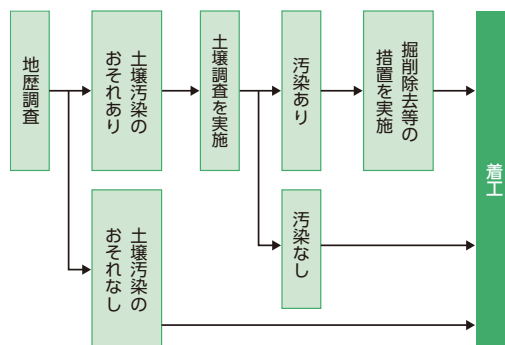 地歴調査
土壌汚染の
おそれあり
土壌調査を実施
汚染あり
掘削除去等の
措置を実施
着工
土壌汚染の
おそれなし
汚染なし